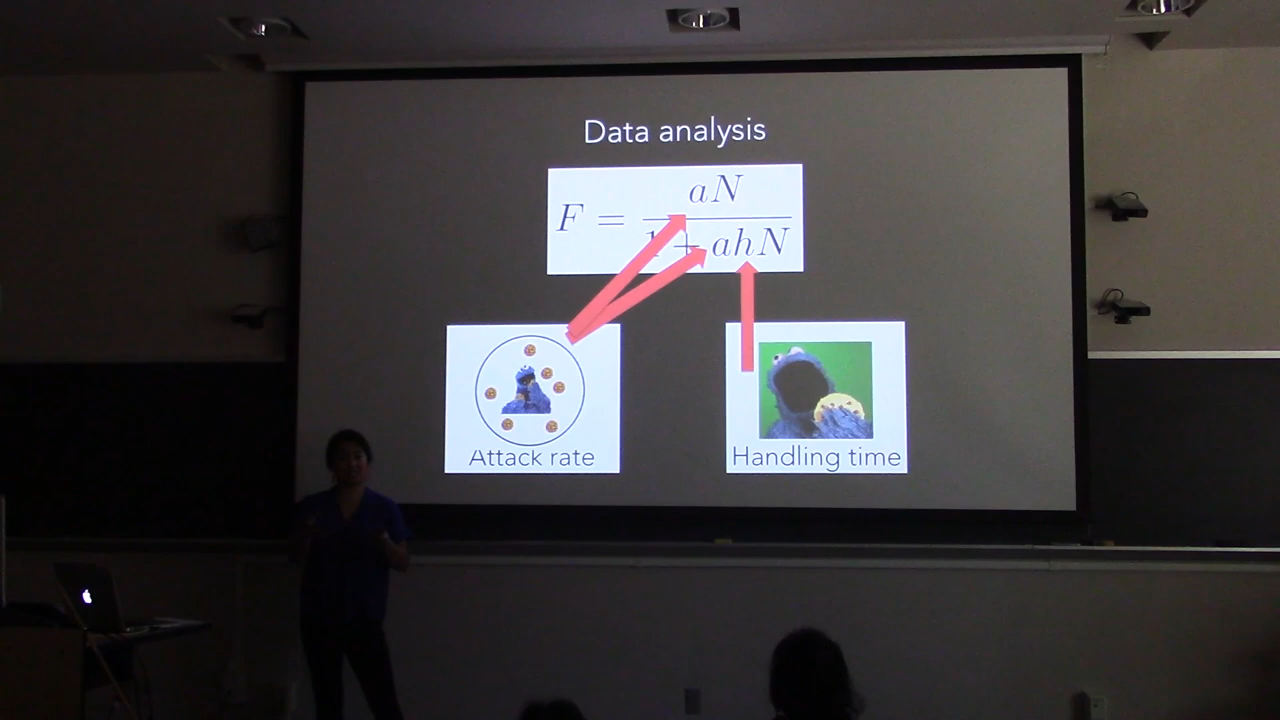 Data analysis
F = aN / 1 + ahN
Attack rate
Handling time